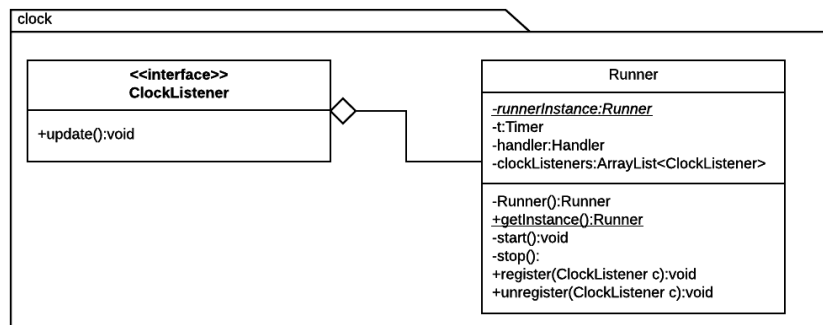 clock
<<interface>>
ClockListener
+update():void
Runner
-runnerInstance:Runner
-t:Timer
-handler:Handler
-clockListeners:ArrayList<ClockListener>
-Runner():Runner
+getInstance():Runner
-start():void
-stop():
+register(ClockListener c):void
+unregister(ClockListener c):void